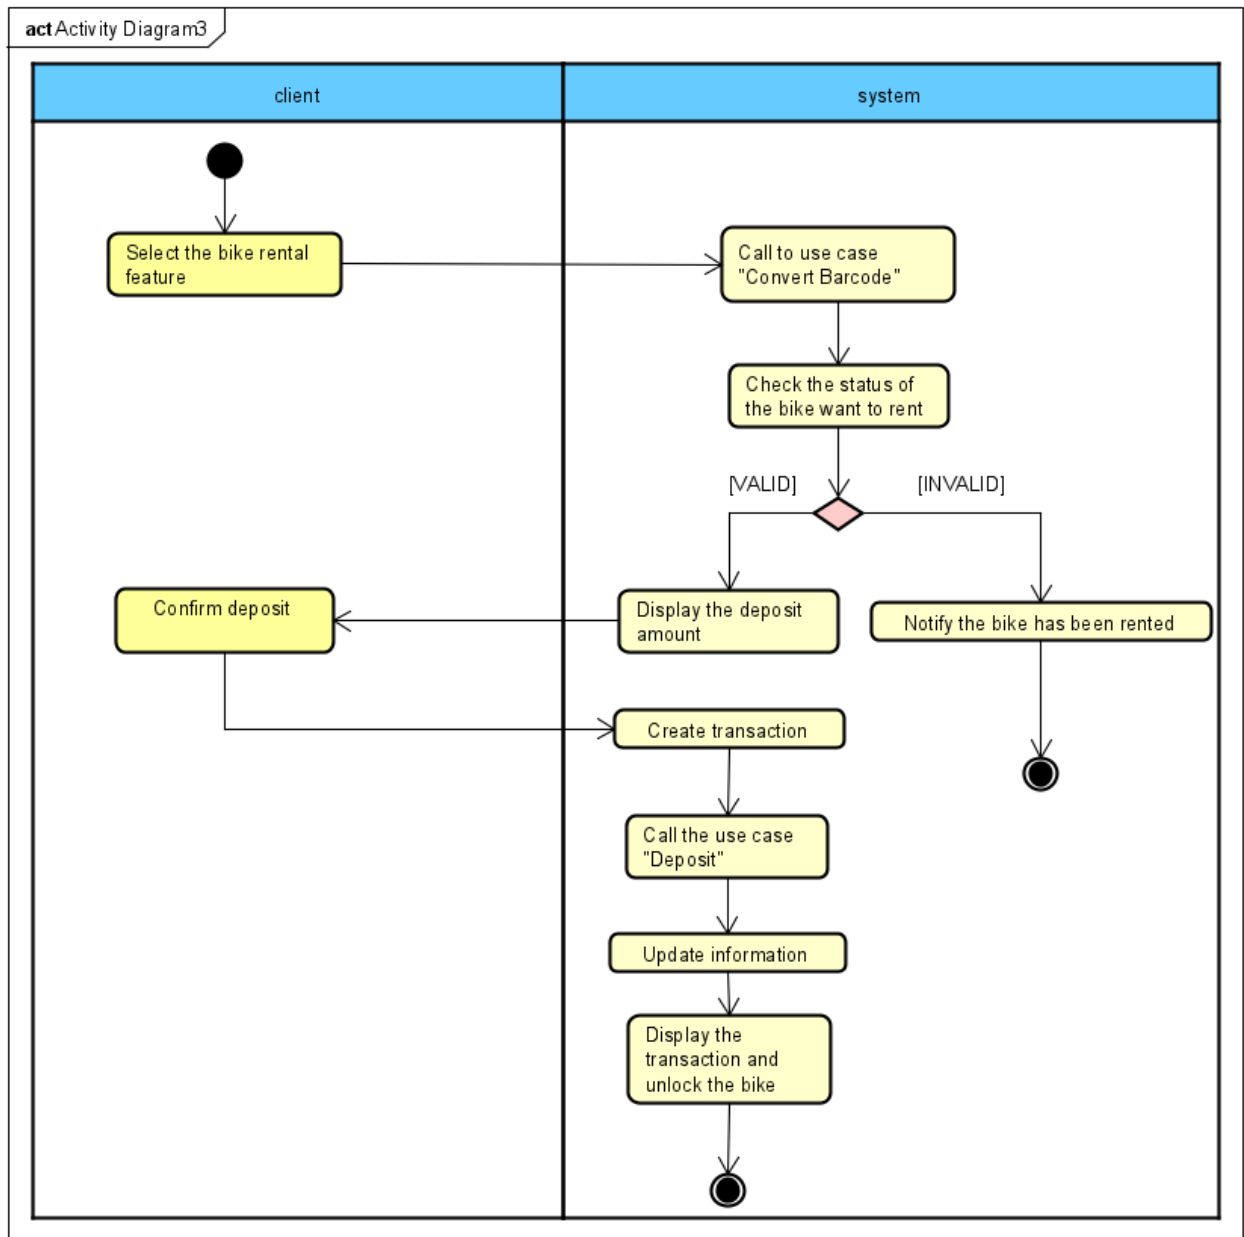 act Activity Diagram3
client
system
Select the bike rental
feature
Call to use case
"Convert Barcode"
Check the status of
the bike want to rent
[VALID]
[INVALID]
Confirm deposit
Display the deposit
amount
Notify the bike has been rented
Create transaction
Call the use case
"Deposit"
Update information
Display the
transaction and
unlock the bike